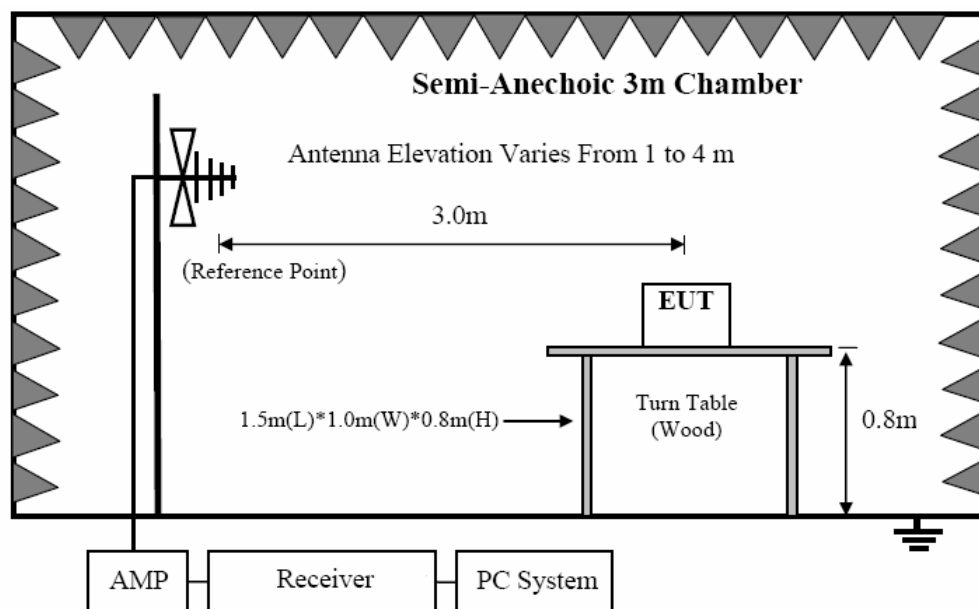 Semi-Anechoic 3m Chamber
Antenna Elevation Varies From 1 to 4 m
3.0m
(Reference Point)
EUT
1.5m(L)*1.0m(W)*0.8m(H)
Turn Table
(Wood)
0.8m
AMP
Receiver
PC System